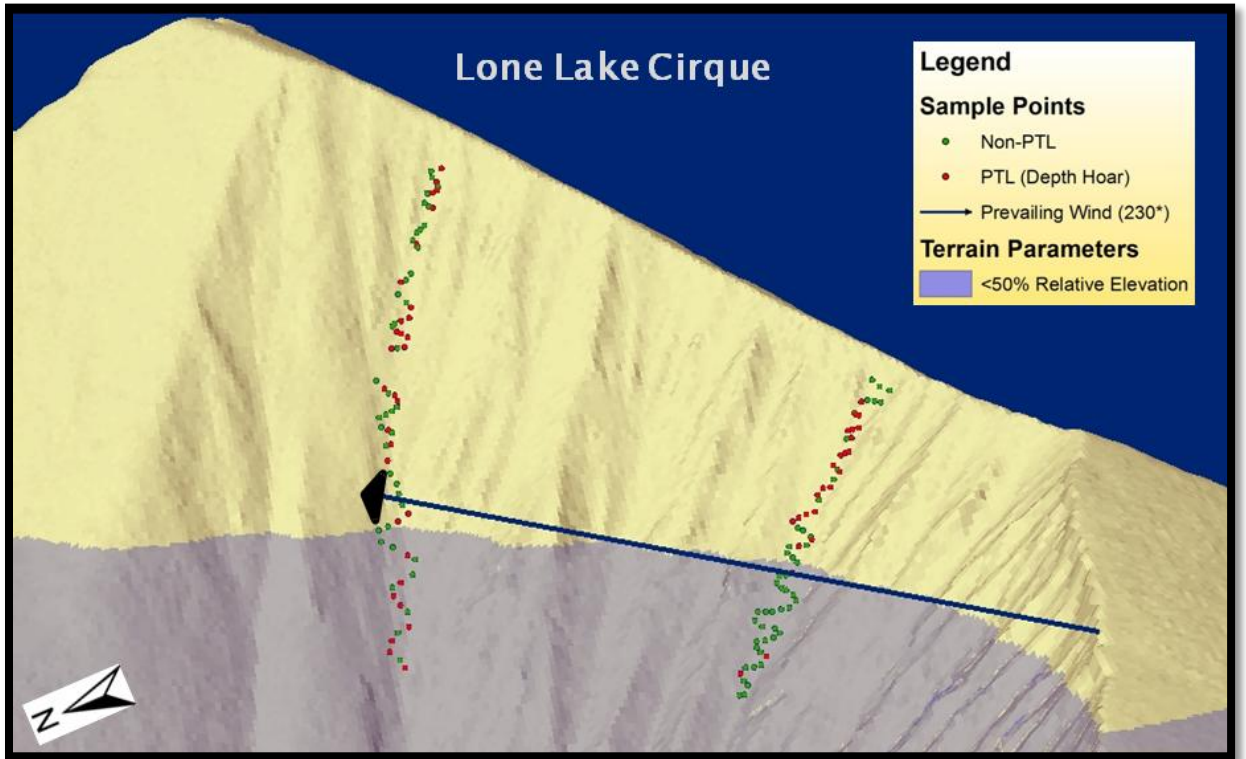 Lone Lake Cirque
Legend
Sample Points
Non-PTL
PTL (Depth Hoar)
Prevailing Wind (230*)
Terrain Parameters
<50% Relative Elevation
N